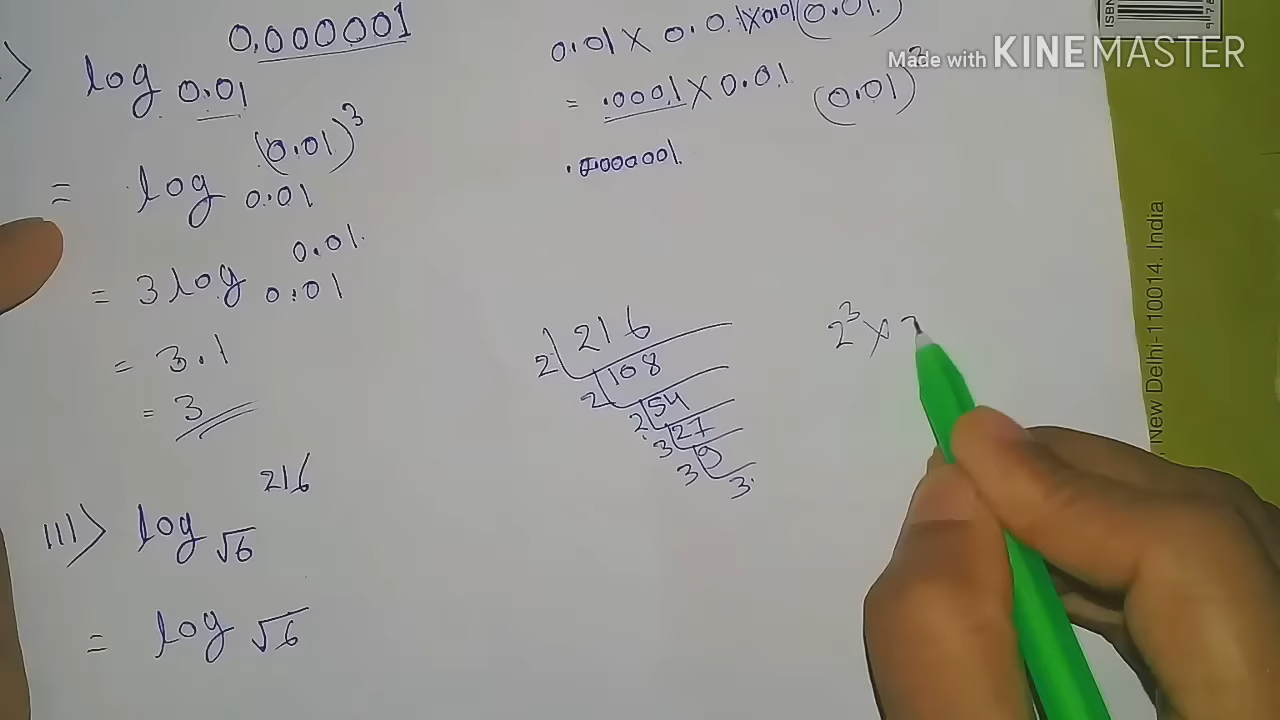 0.000001
log 0.01
(0.01)^3
= log 0.01
0.01
= 3 log 0.01
= 3.1
= 3
216
III) log √6
= log √6
0.01 X 0.01 X 0.01 (0.01)
= .0001 X 0.01 (0.01)^2
.000001
2 216
2 108
2 54
3 27
3 9
3
2^3 X
Made with KINEMASTER
ISBN
New Delhi-110014. India